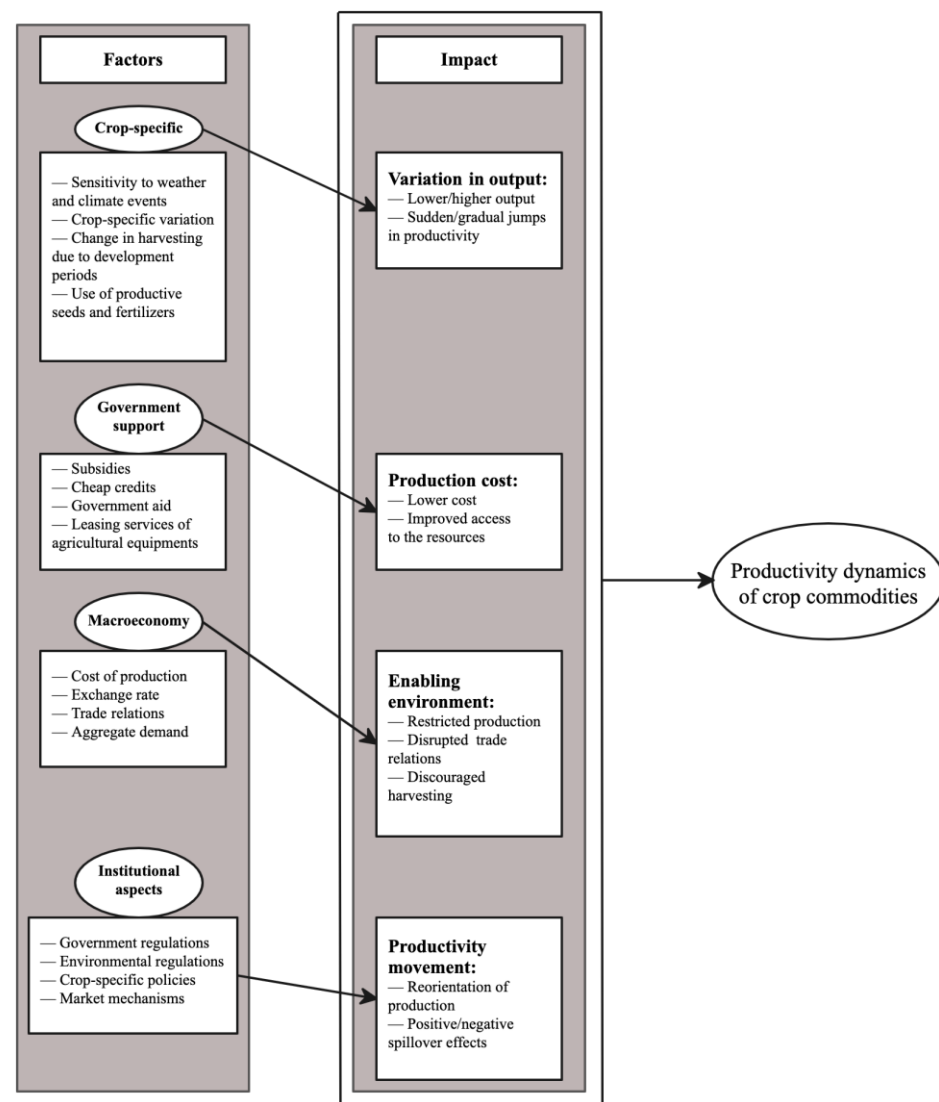 Factors
Crop-specific
— Sensitivity to weather
and climate events
— Crop-specific variation
— Change in harvesting
due to development
periods
— Use of productive
seeds and fertilizers
Government
support
— Subsidies
— Cheap credits
— Government aid
— Leasing services of
agricultural equipments
Macroeconomy
— Cost of production
— Exchange rate
— Trade relations
— Aggregate demand
Institutional
aspects
— Government regulations
— Environmental regulations
— Crop-specific policies
— Market mechanisms
Impact
Variation in output:
— Lower/higher output
— Sudden/gradual jumps
in productivity
Production cost:
— Lower cost
— Improved access
to the resources
Enabling
environment:
— Restricted production
— Disrupted trade
relations
— Discouraged
harvesting
Productivity
movement:
— Reorientation of
production
— Positive/negative
spillover effects
Productivity dynamics
of crop commodities